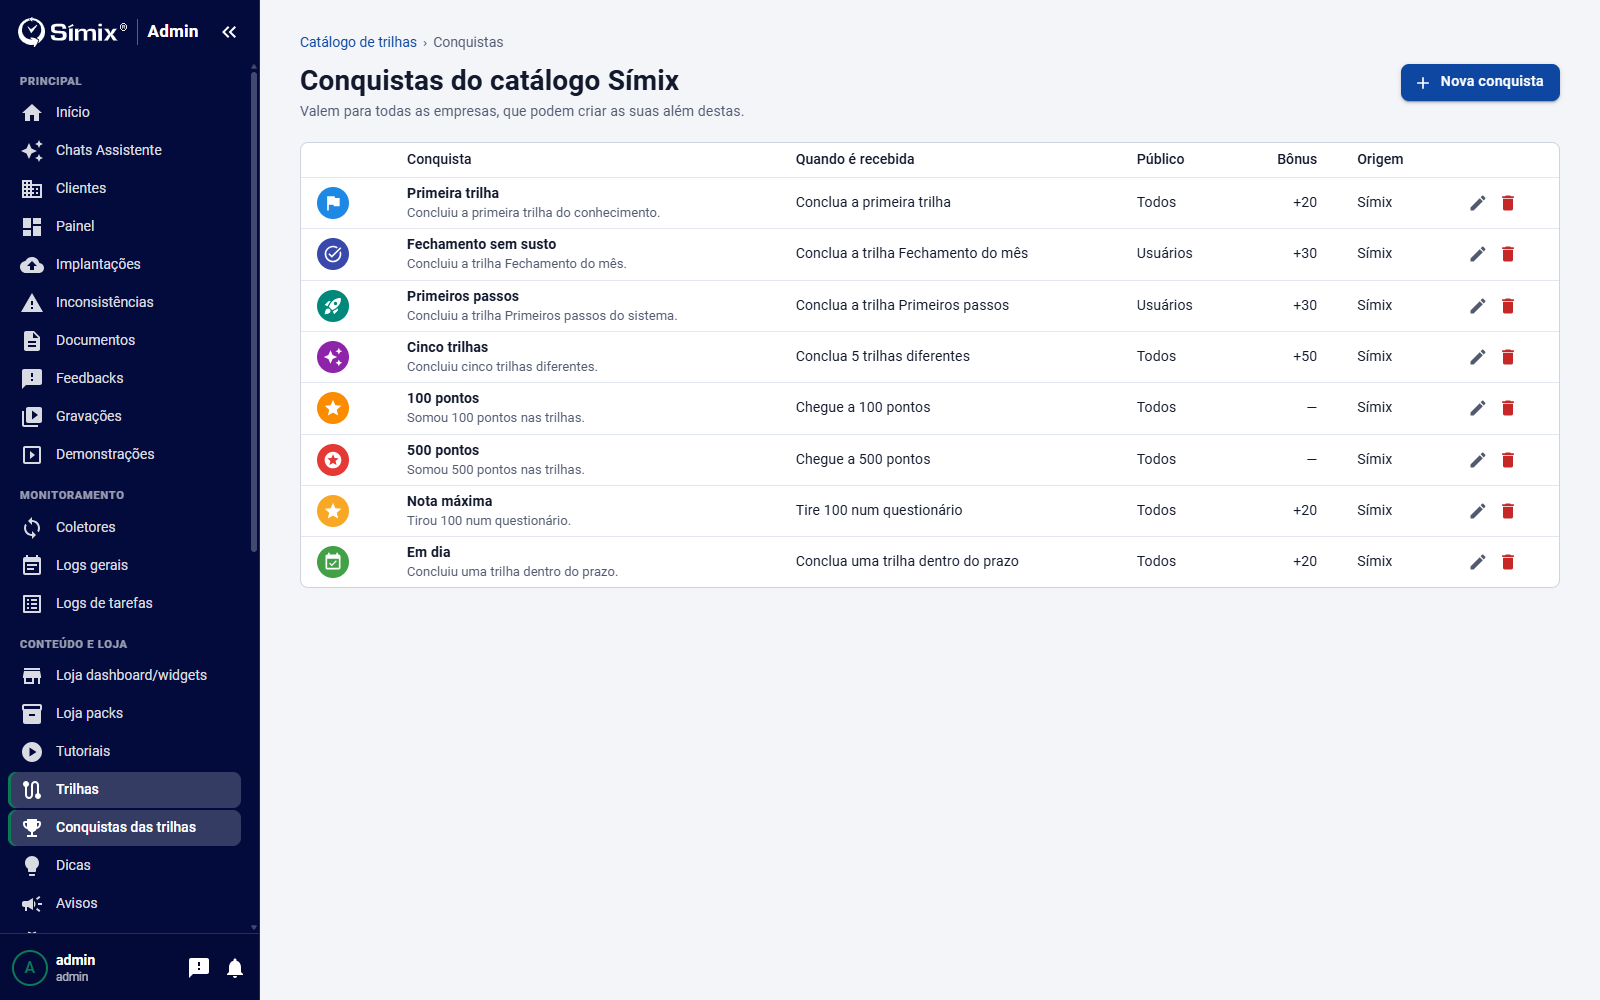 Símix® Admin
PRINCIPAL
Início
Chats Assistente
Clientes
Painel
Implantações
Inconsistências
Documentos
Feedbacks
Gravações
Demonstrações
MONITORAMENTO
Coletores
Logs gerais
Logs de tarefas
CONTEÚDO E LOJA
Loja dashboard/widgets
Loja packs
Tutoriais
Trilhas
Conquistas das trilhas
Dicas
Avisos
A
admin
admin
Catálogo de trilhas › Conquistas
Conquistas do catálogo Símix
Valem para todas as empresas, que podem criar as suas além destas.
Nova conquista
Conquista Quando é recebida Público Bônus Origem
Primeira trilha
Concluiu a primeira trilha do conhecimento.
Conclua a primeira trilha Todos +20 Símix
Fechamento sem susto
Concluiu a trilha Fechamento do mês.
Conclua a trilha Fechamento do mês Usuários +30 Símix
Primeiros passos
Concluiu a trilha Primeiros passos do sistema.
Conclua a trilha Primeiros passos Usuários +30 Símix
Cinco trilhas
Concluiu cinco trilhas diferentes.
Conclua 5 trilhas diferentes Todos +50 Símix
100 pontos
Somou 100 pontos nas trilhas.
Chegue a 100 pontos Todos — Símix
500 pontos
Somou 500 pontos nas trilhas.
Chegue a 500 pontos Todos — Símix
Nota máxima
Tirou 100 num questionário.
Tire 100 num questionário Todos +20 Símix
Em dia
Concluiu uma trilha dentro do prazo.
Conclua uma trilha dentro do prazo Todos +20 Símix